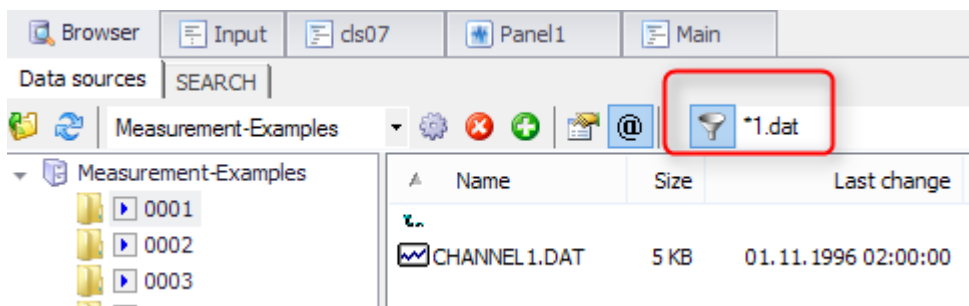 Browser Input cls07 Panel1 Main
Data sources SEARCH
Measurement-Examples @ *1.dat
Measurement-Examples Name Size Last change
0001
0002 CHANNEL1.DAT 5 KB 01.11.1996 02:00:00
0003